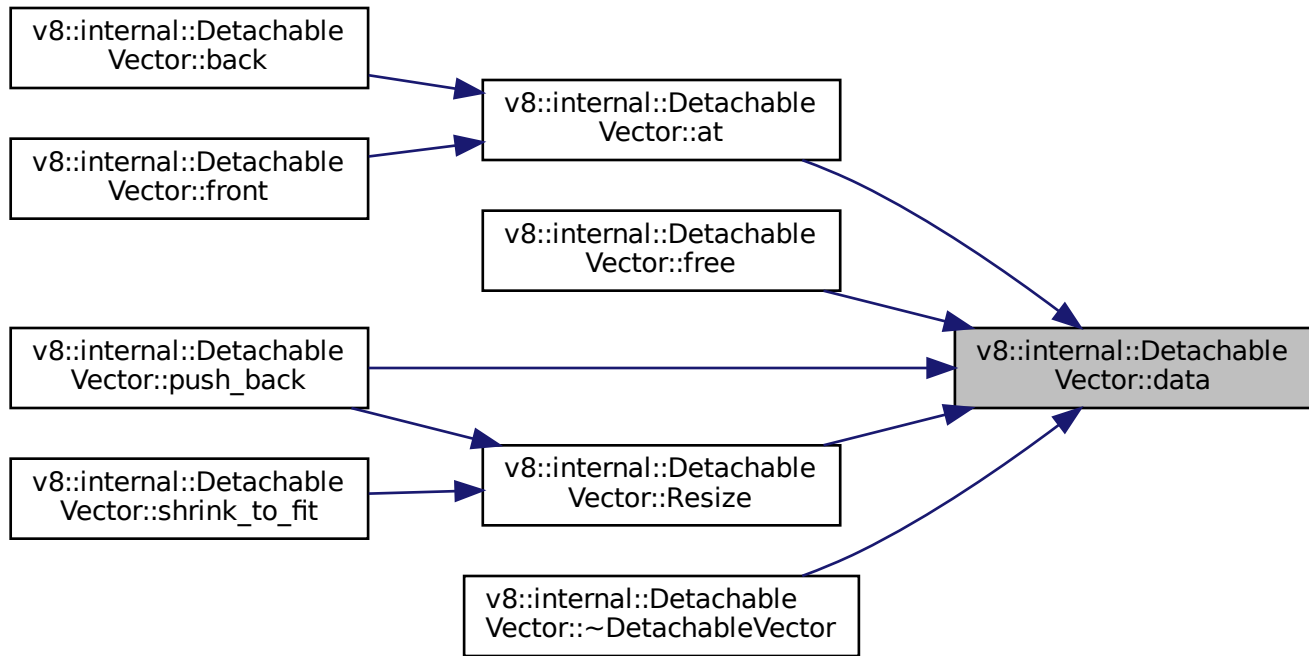 v8::internal::Detachable
Vector::back
v8::internal::Detachable
Vector::front
v8::internal::Detachable
Vector::at
v8::internal::Detachable
Vector::free
v8::internal::Detachable
Vector::push_back
v8::internal::Detachable
Vector::data
v8::internal::Detachable
Vector::shrink_to_fit
v8::internal::Detachable
Vector::Resize
v8::internal::Detachable
Vector::~DetachableVector